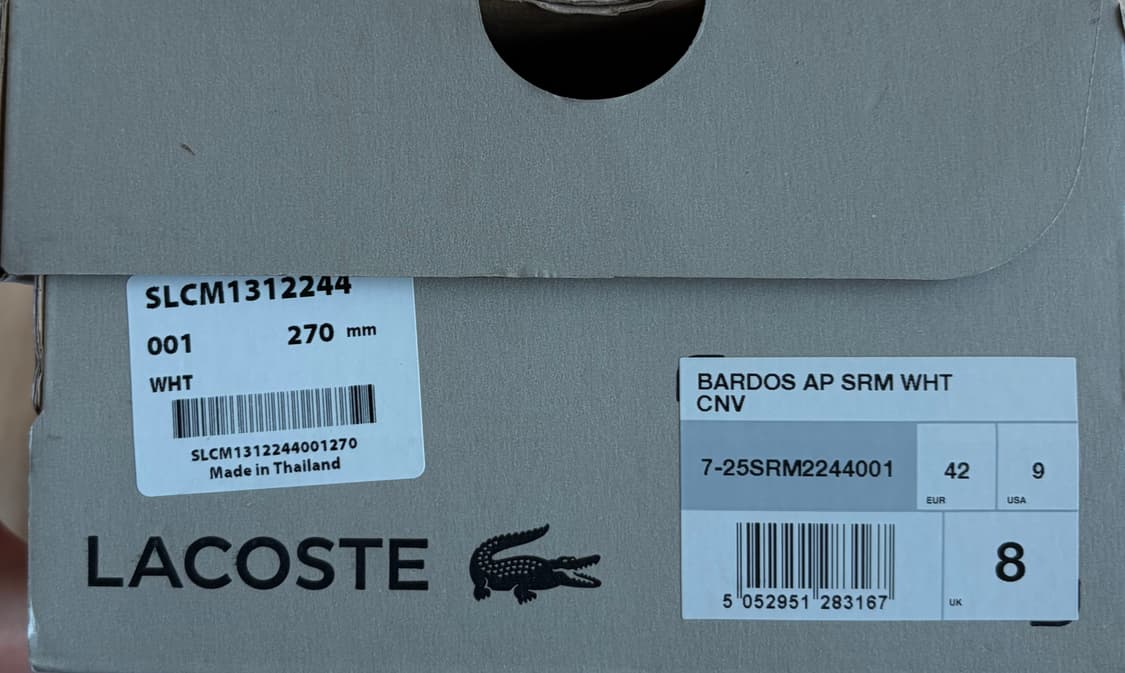 SLCM1312244
001 270 mm
WHT
SLCM1312244001270
Made in Thailand
LACOSTE
BARDOS AP SRM WHT
CNV
7-25SRM2244001 42 9
EUR USA
8
5 052951 283167 UK